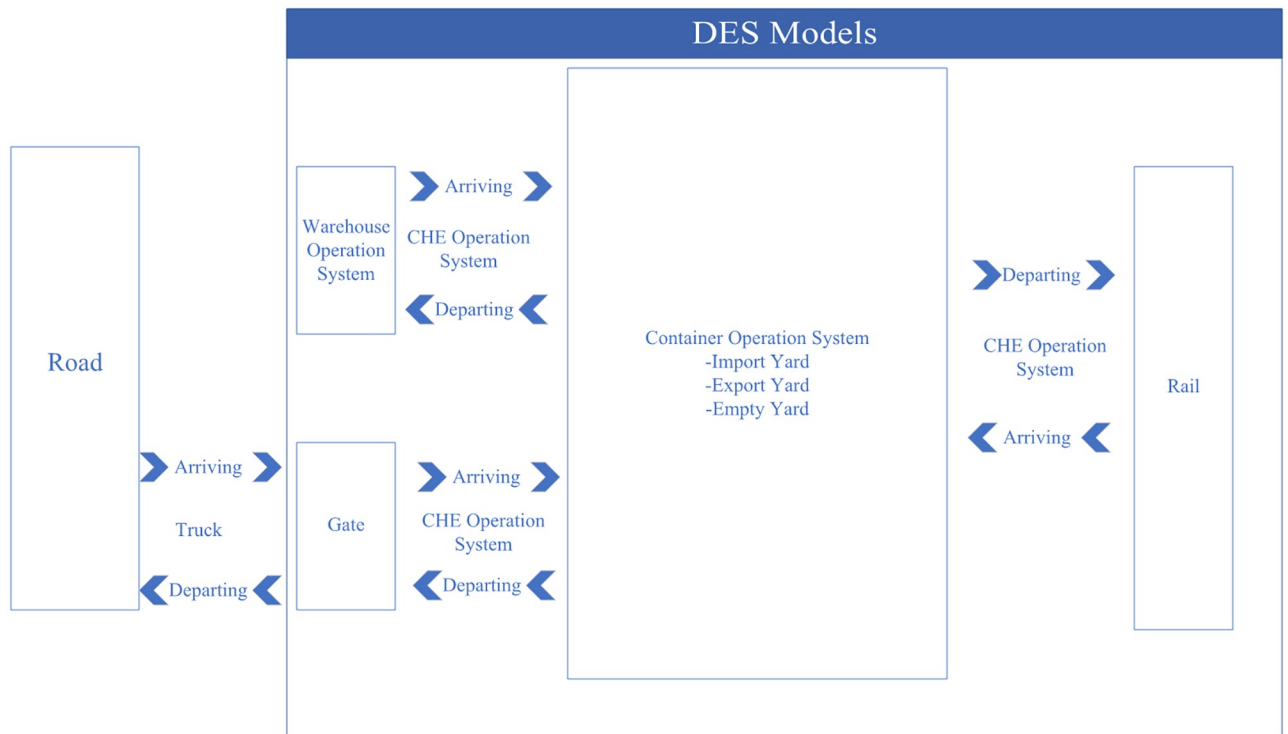 DES Models
Road
Arriving
Truck
Departing
Warehouse
Operation
System
Arriving
CHE Operation
System
Departing
Gate
Arriving
CHE Operation
System
Departing
Container Operation System
-Import Yard
-Export Yard
-Empty Yard
Departing
CHE Operation
System
Arriving
Rail